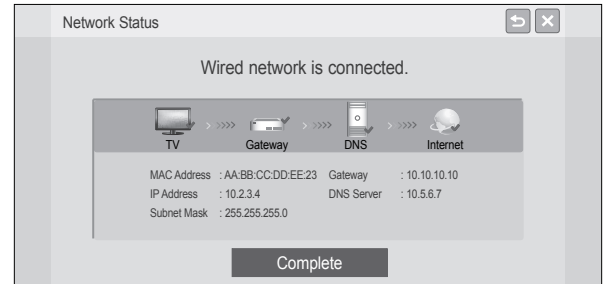 Network Status
Wired network is connected.
TV Gateway DNS Internet
MAC Address : AA:BB:CC:DD:EE:23 Gateway : 10.10.10.10
IP Address : 10.2.3.4 DNS Server : 10.5.6.7
Subnet Mask : 255.255.255.0
Complete